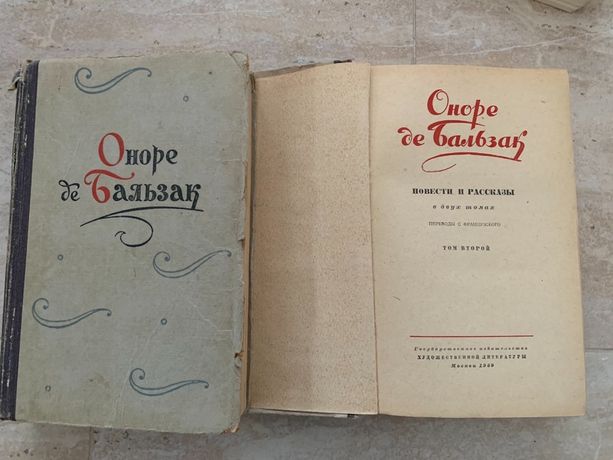 Оноре
де Бальзак
Оноре
де Бальзак
ПОВЕСТИ И РАССКАЗЫ
в двух томах
ПЕРЕВОДЫ С ФРАНЦУЗСКОГО
ТОМ ВТОРОЙ
Государственное издательство
ХУДОЖЕСТВЕННОЙ ЛИТЕРАТУРЫ
Москва 1959